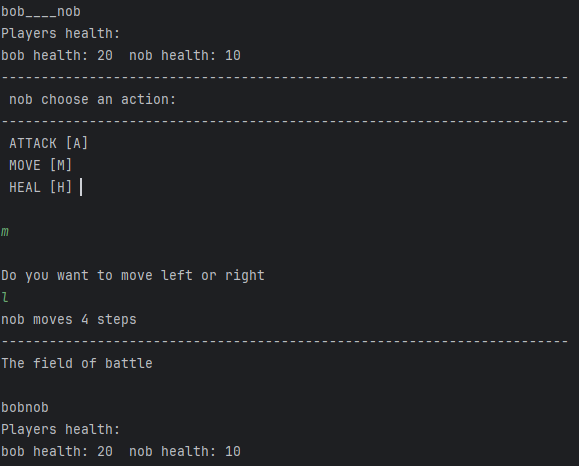 bob____nob
Players health:
bob health: 20  nob health: 10
-----------------------------------------------------------------------
 nob choose an action:
-----------------------------------------------------------------------
 ATTACK [A]
 MOVE [M]
 HEAL [H]
m
Do you want to move left or right
l
nob moves 4 steps
-----------------------------------------------------------------------
The field of battle
bobnob
Players health:
bob health: 20  nob health: 10